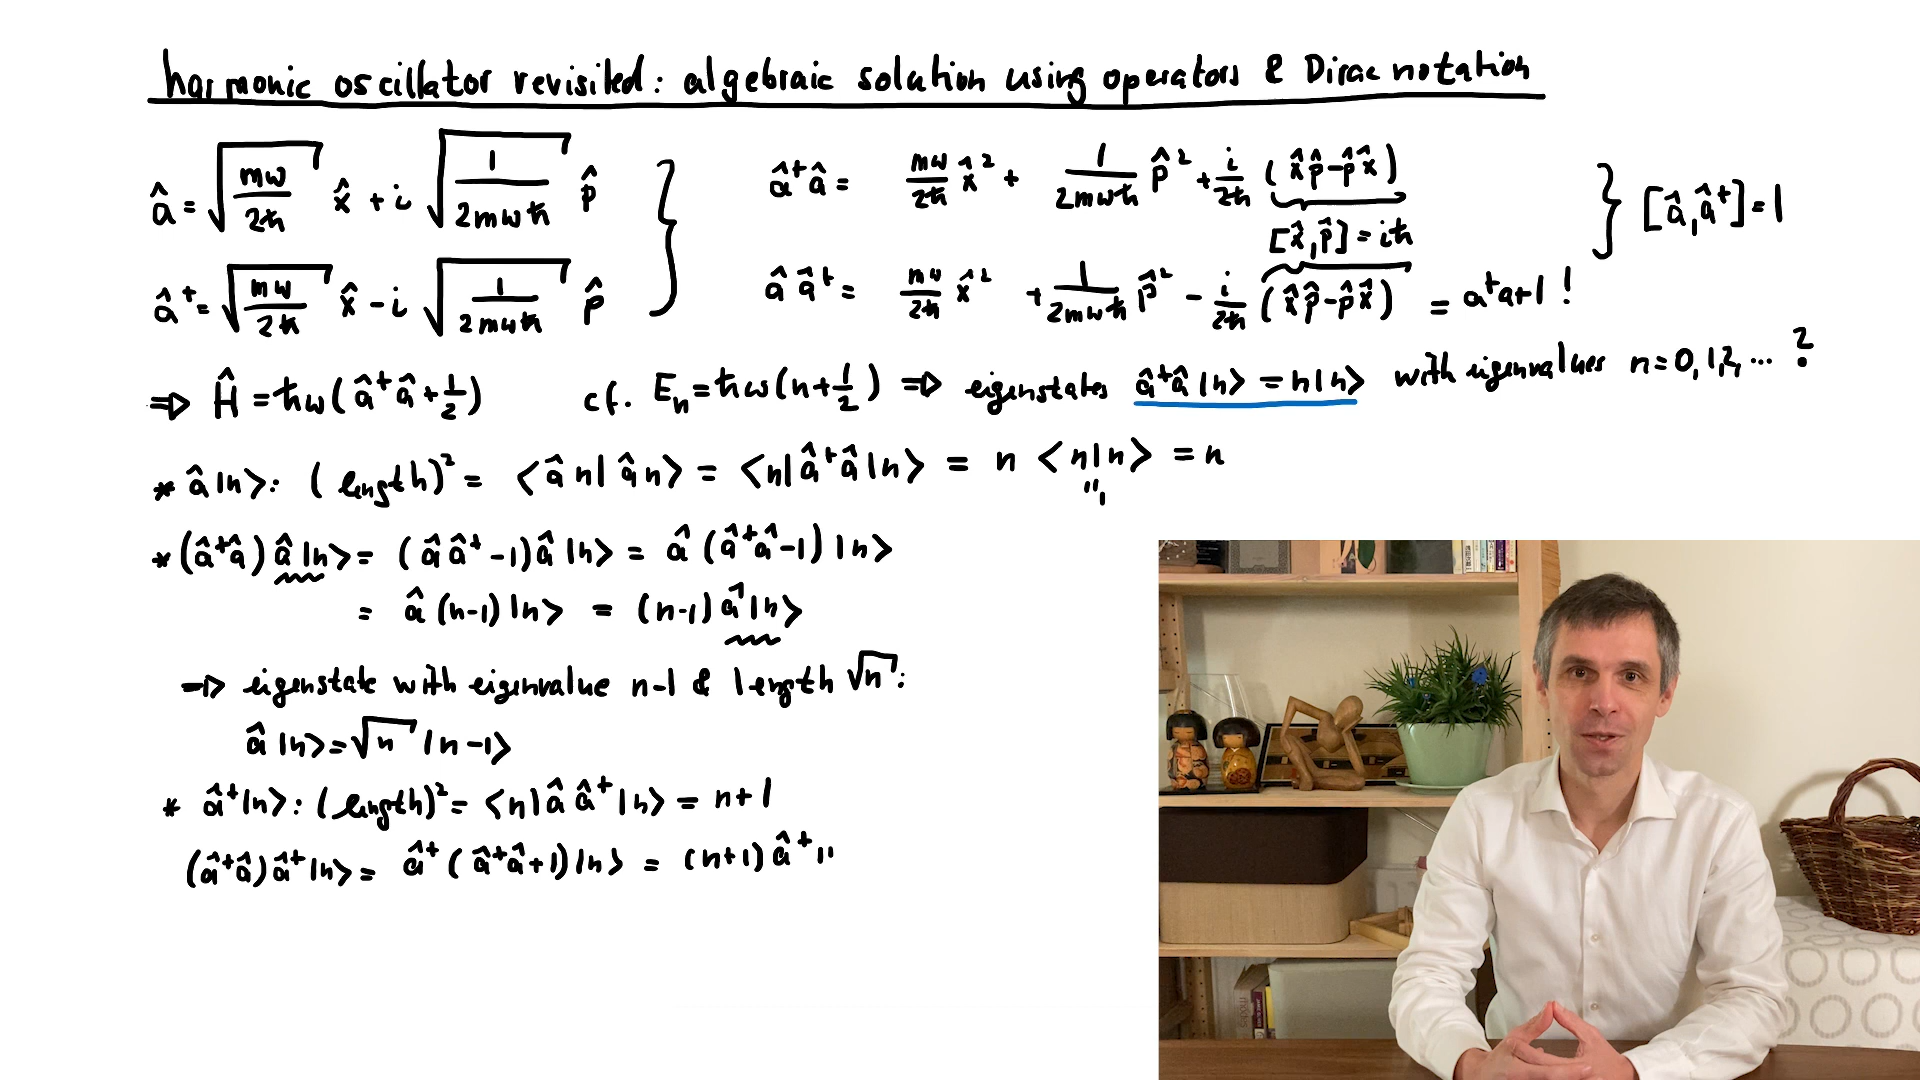 harmonic oscillator revisited: algebraic solution using operators & Dirac notation
â = √(mω/2ħ) x̂ + i √(1/2mωħ) p̂
â⁺ = √(mω/2ħ) x̂ - i √(1/2mωħ) p̂
â⁺â = mω/2ħ x̂² + 1/2mωħ p̂² + i/2ħ (x̂p̂-p̂x̂)
[x̂,p̂] = iħ
â â⁺ = mω/2ħ x̂² + 1/2mωħ p̂² - i/2ħ (x̂p̂-p̂x̂) = a⁺a+1 !
} [â,â⁺]=1
⇒ Ĥ = ħω(â⁺â+1/2) cf. Eₙ=ħω(n+1/2) ⇒ eigenstates â⁺â|n> = n|n> with eigenvalues n=0,1,2,... ?
* â|n>: (length)² = <ân|ân> = <n|â⁺â|n> = n <n|n> = n
"1
* (â⁺â) â|n> = (ââ⁺-1)â|n> = â(â⁺â-1)|n>
= â(n-1)|n> = (n-1) â|n>
→ eigenstate with eigenvalue n-1 & length √n:
â|n>=√n |n-1>
* â⁺|n>: (length)² = <n|ââ⁺|n> = n+1
(â⁺â)â⁺|n> = â⁺(â⁺â+1)|n> = (n+1)â⁺ıı